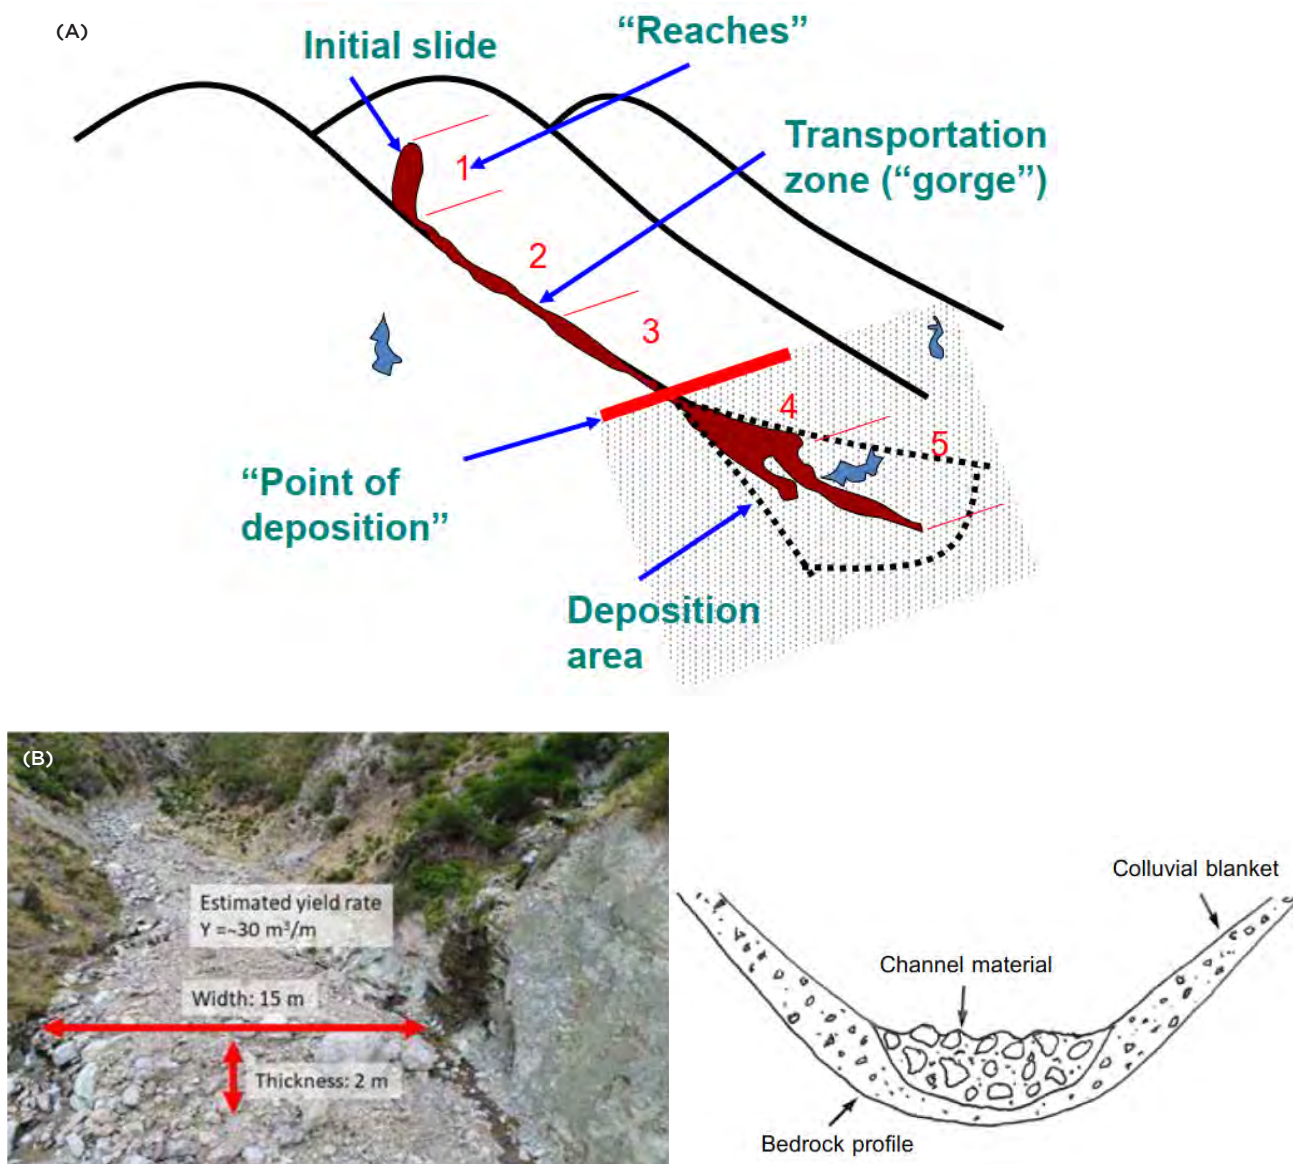 (A)
Initial slide
“Reaches”
Transportation
zone (“gorge”)
1
2
3
4
5
“Point of
deposition”
Deposition
area
(B)
Estimated yield rate
Y =~30 m³/m
Width: 15 m
Thickness: 2 m
Colluvial blanket
Channel material
Bedrock profile